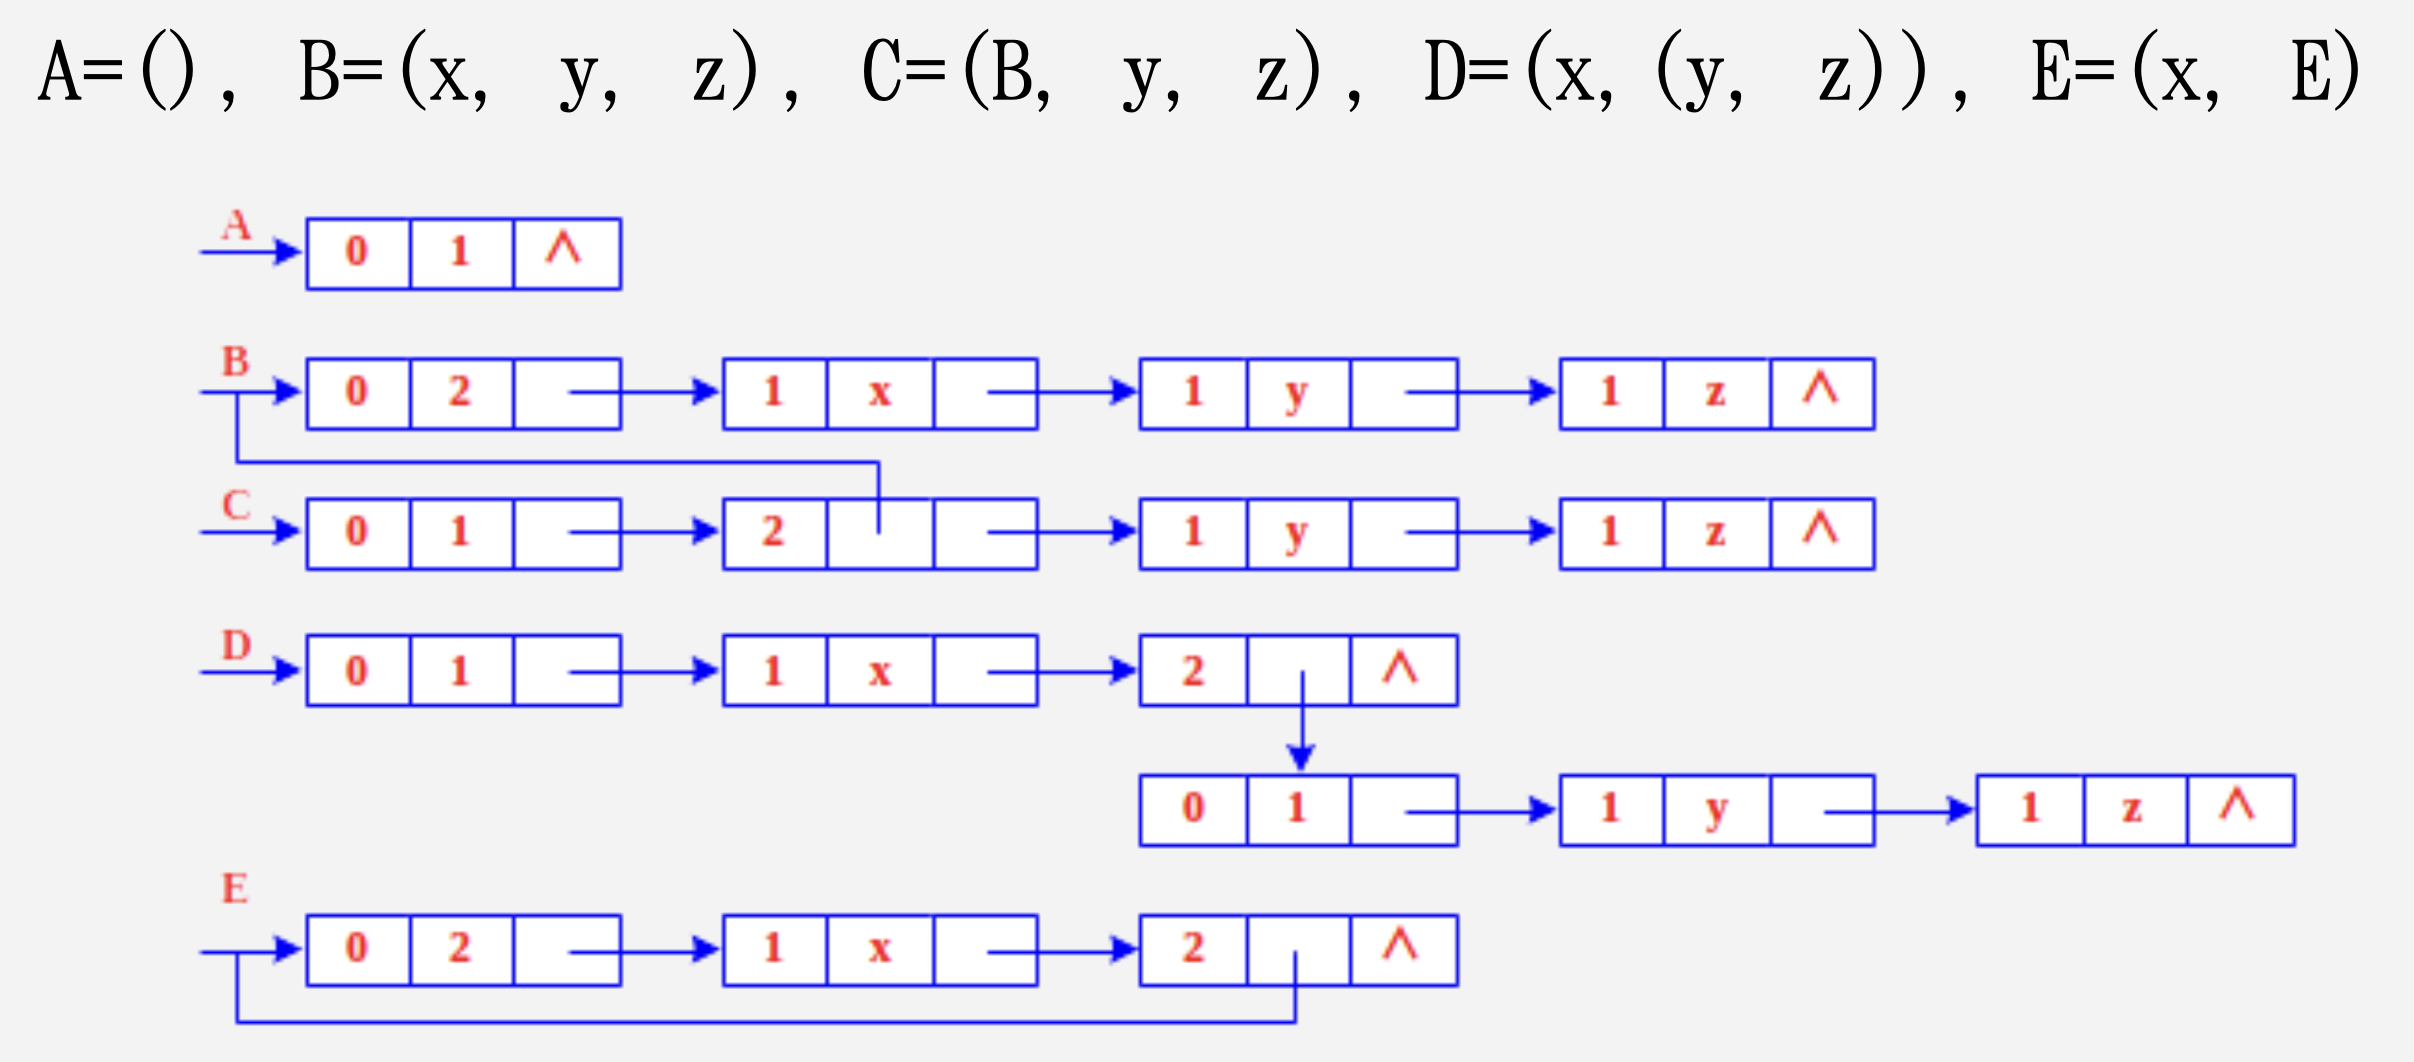 A=(), B=(x, y, z), C=(B, y, z), D=(x, (y, z)), E=(x, E)
A
0 1 ∧
B
0 2 1 x 1 y 1 z ∧
C
0 1 2 1 y 1 z ∧
D
0 1 1 x 2 ∧
0 1 1 y 1 z ∧
E
0 2 1 x 2 ∧